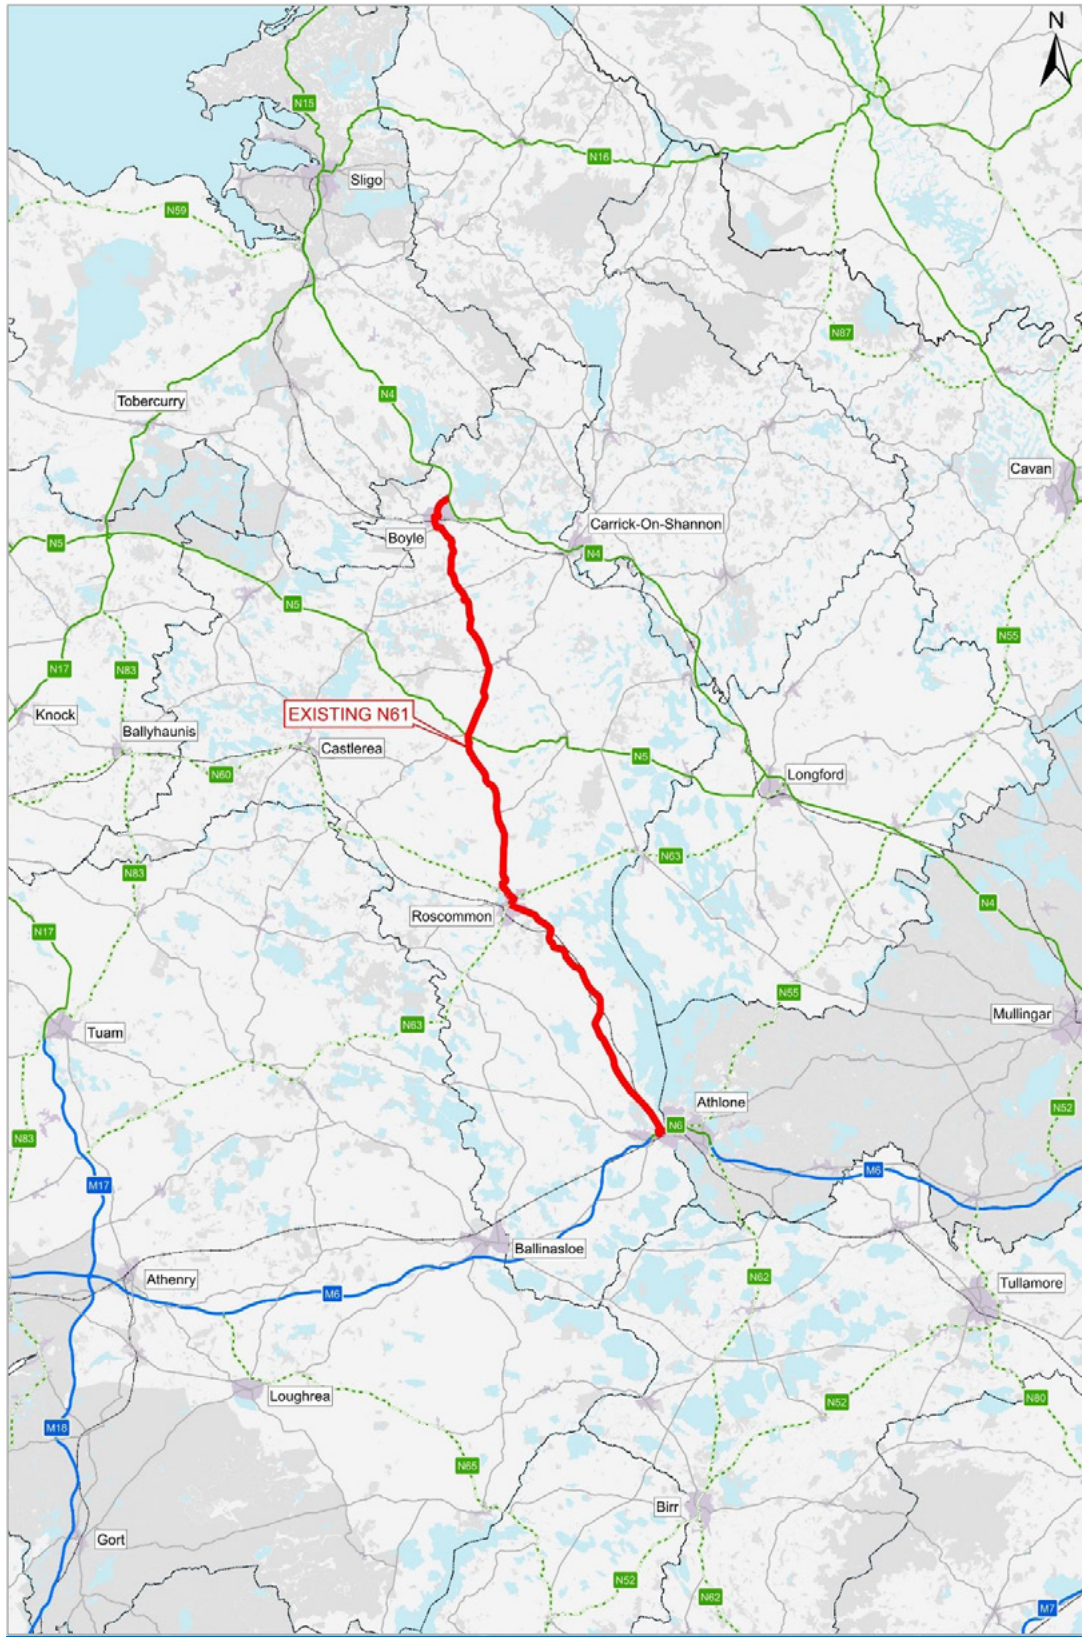 N
N15
N16
Sligo
N59
N87
N4
Tobercurry
Cavan
Carrick-On-Shannon
Boyle
N5
N4
N5
N55
N17
N83
Knock
EXISTING N61
Ballyhaunis
Castlerea
N60
N5
Longford
N63
N83
N4
Roscommon
N17
N55
Mullingar
Tuam
N63
Athlone
N52
N6
N83
M17
M6
Ballinasloe
Athenry
N62
Tullamore
M6
Loughrea
N80
N52
M18
N65
Birr
Gort
N52
N62
M7